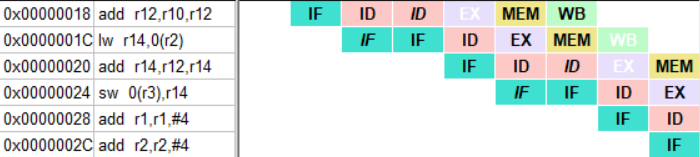 0x00000018 add r12,r10,r12 IF ID ID EX MEM WB
0x0000001C lw r14,0(r2) IF IF ID EX MEM WB
0x00000020 add r14,r12,r14 IF ID ID EX MEM
0x00000024 sw 0(r3),r14 IF IF ID EX
0x00000028 add r1,r1,#4 IF ID
0x0000002C add r2,r2,#4 IF